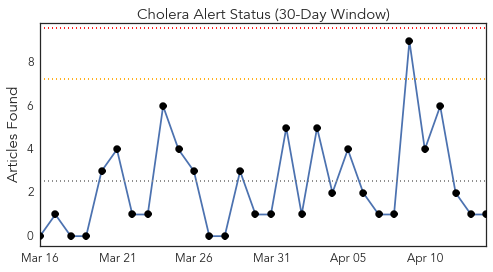 Cholera Alert Status (30-Day Window)
Articles Found
8
6
4
2
0
Mar 16 Mar 21 Mar 26 Mar 31 Apr 05 Apr 10